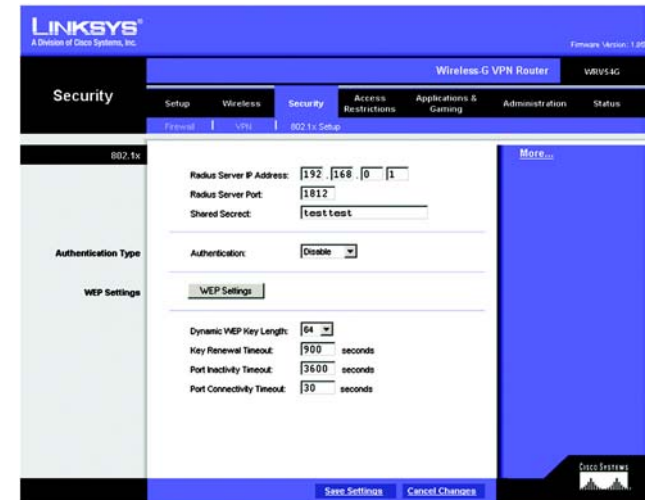 LINKSYS®
A Division of Cisco Systems, Inc.
Firmware Version: 1.05
Wireless-G VPN Router WRV54G
Security
Setup Wireless Security Access Restrictions Applications & Gaming Administration Status
Firewall VPN 802.1x Setup
802.1x
More...
Radius Server IP Address: 192 . 168 . 0 1
Radius Server Port: 1812
Shared Secrect: testtest
Authentication Type
Authentication: Disable
WEP Settings
WEP Settings
Dynamic WEP Key Length: 64
Key Renewal Timeout: 900 seconds
Port Inactivity Timeout: 3600 seconds
Port Connectivity Timeout: 30 seconds
Save Settings Cancel Changes
CISCO SYSTEMS